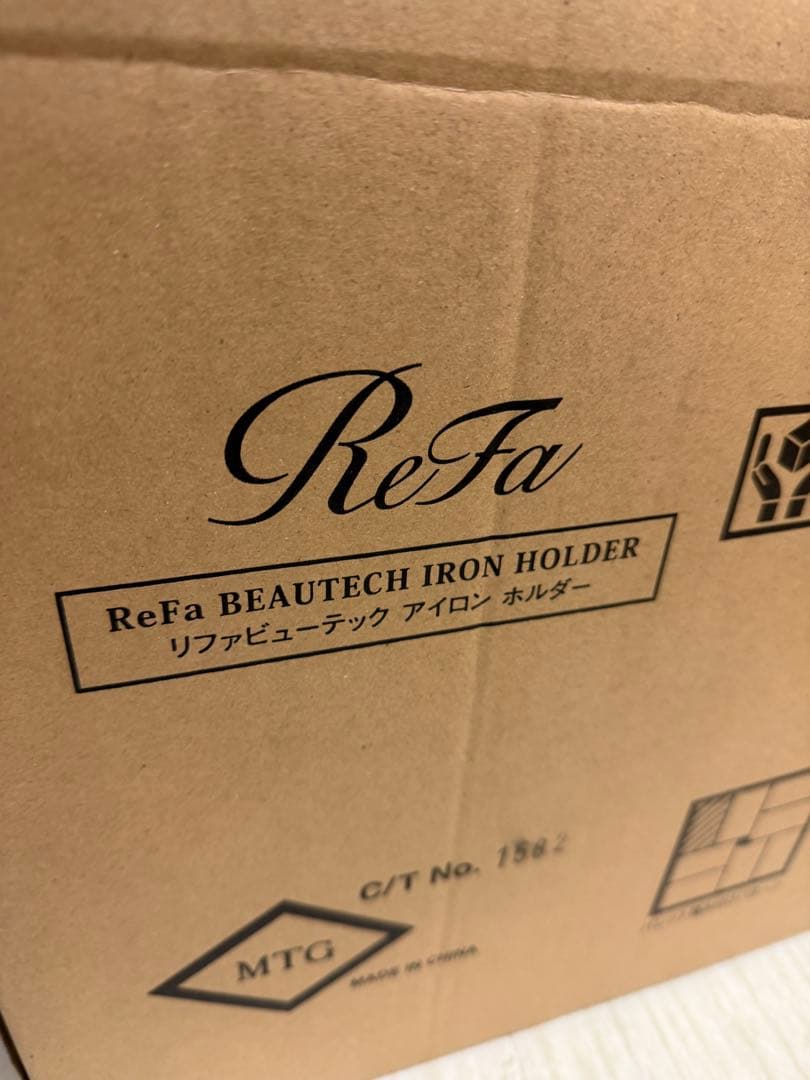 ReFa
ReFa BEAUTECH IRON HOLDER
リファビューテック アイロン ホルダー
C/T No. 1582
MTG
MADE IN CHINA